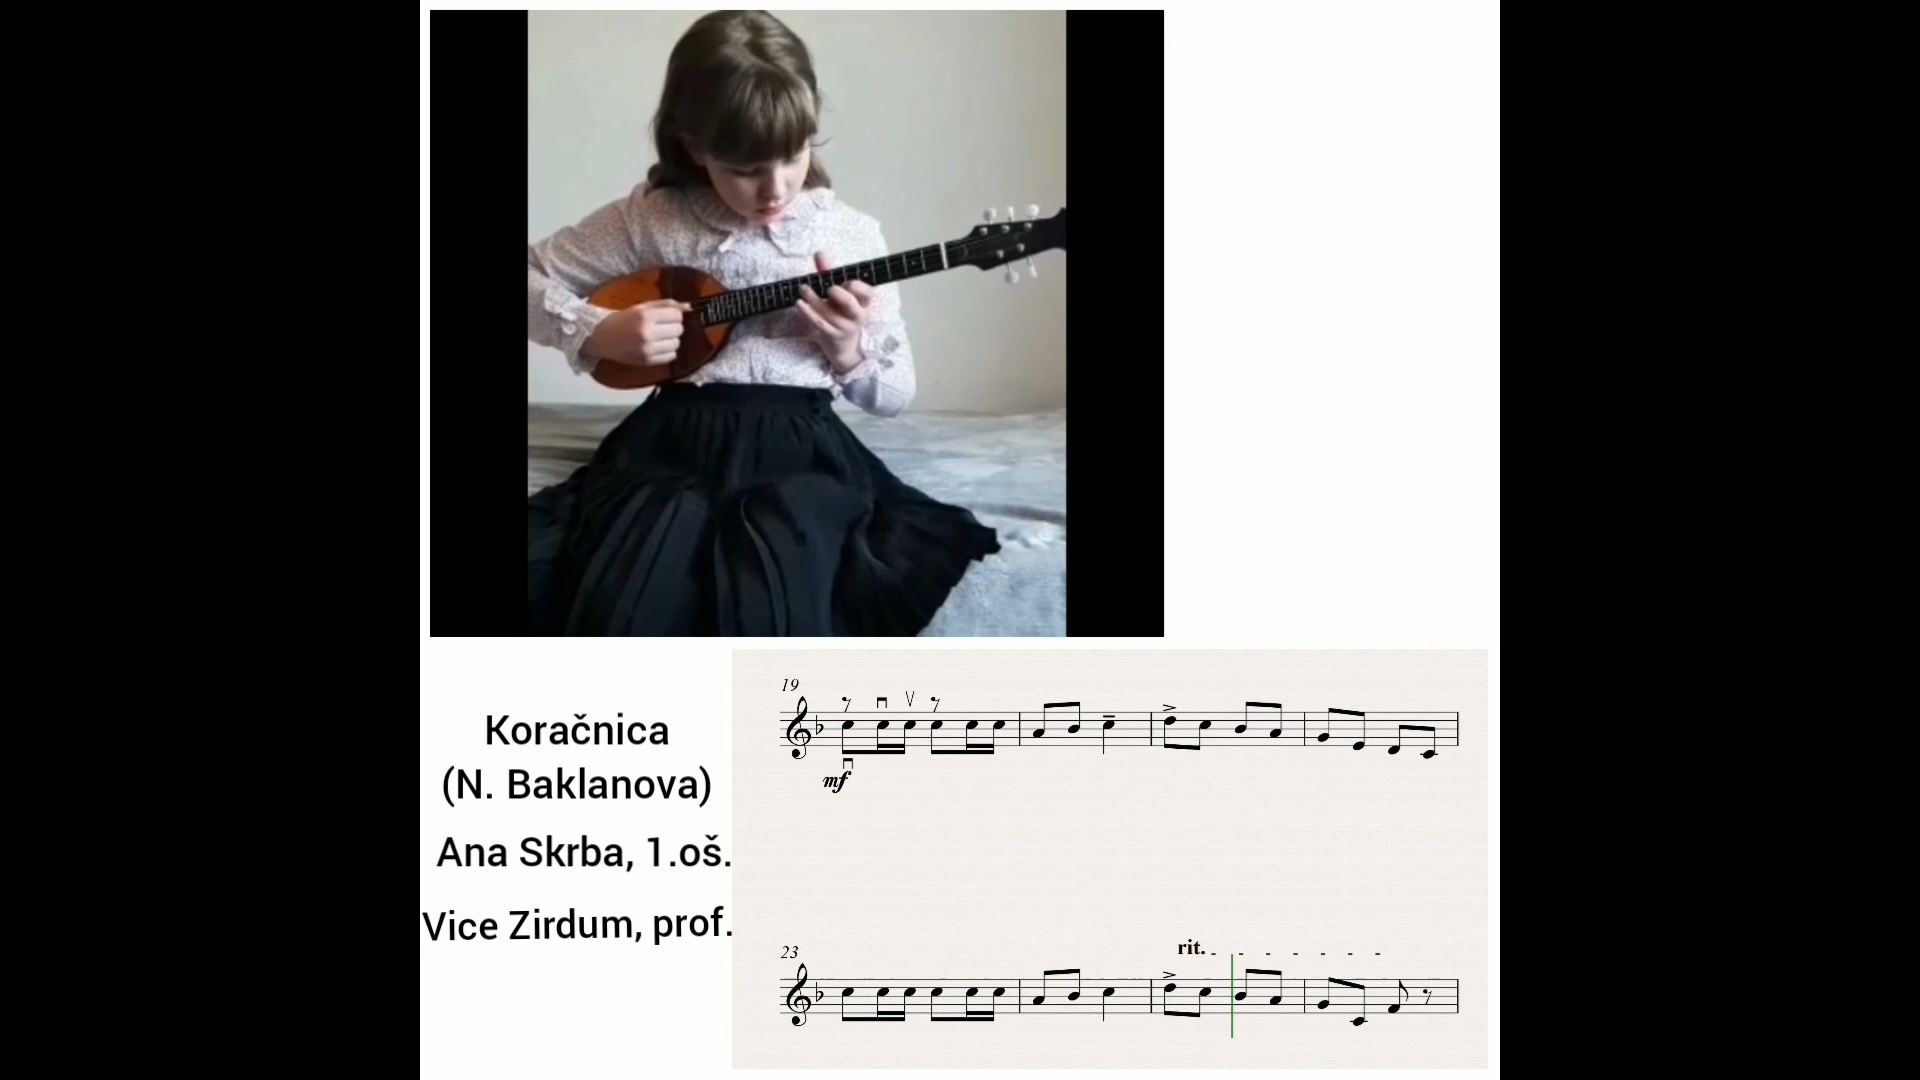 Koračnica
(N. Baklanova)
Ana Skrba, 1.oš.
Vice Zirdum, prof.
19
mf
23
rit.